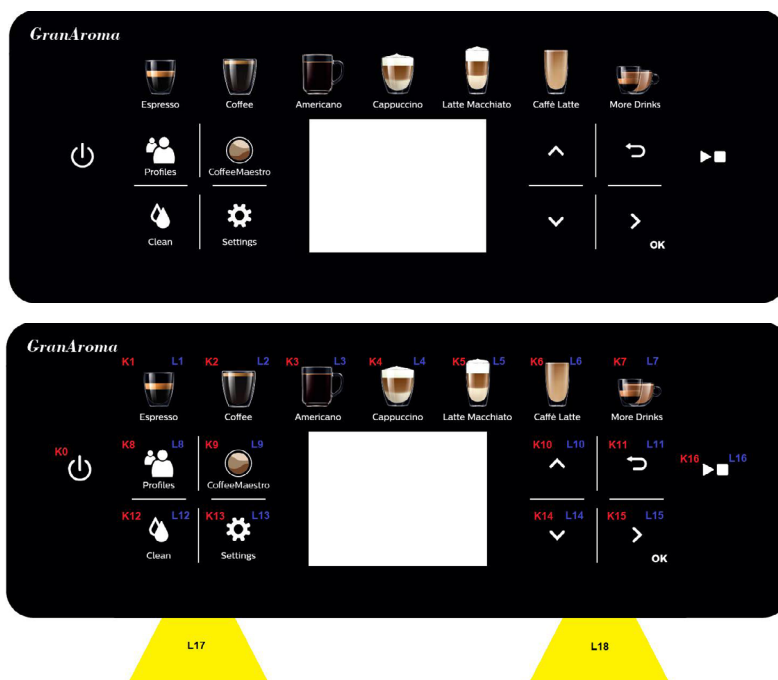 GranAroma
Espresso Coffee Americano Cappuccino Latte Macchiato Caffè Latte More Drinks
Profiles CoffeeMaestro
Clean Settings
OK
GranAroma
K1 L1 K2 L2 K3 L3 K4 L4 K5 L5 K6 L6 K7 L7
Espresso Coffee Americano Cappuccino Latte Macchiato Caffè Latte More Drinks
K0 K8 L8 K9 L9 K10 L10 K11 L11 K16 L16
Profiles CoffeeMaestro
K12 L12 K13 L13 K14 L14 K15 L15
Clean Settings OK
L17 L18